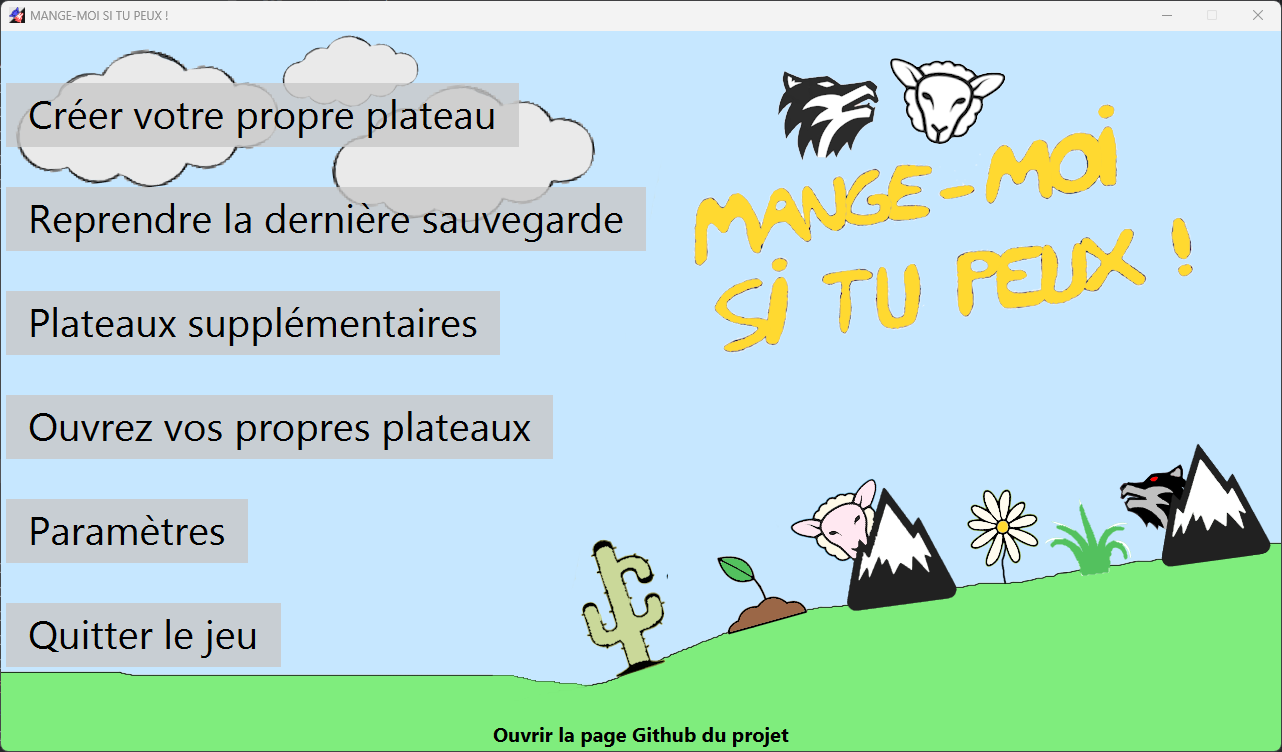 MANGE-MOI SI TU PEUX !
Créer votre propre plateau
Reprendre la dernière sauvegarde
Plateaux supplémentaires
Ouvrez vos propres plateaux
Paramètres
Quitter le jeu
MANGE-MOI
SI TU PEUX !
Ouvrir la page Github du projet